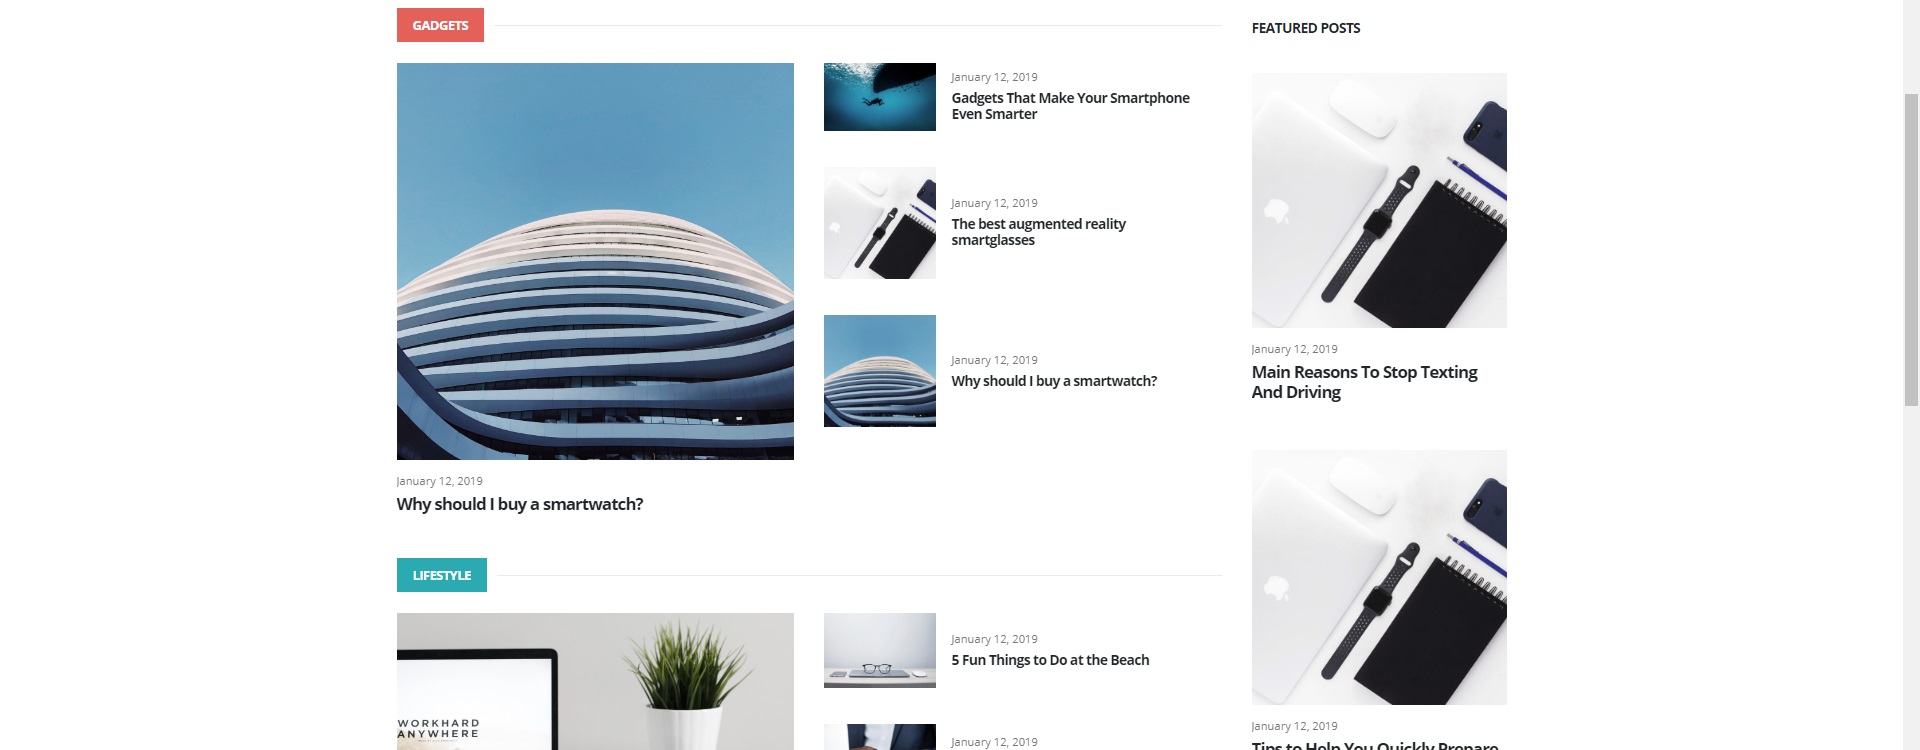 GADGETS
January 12, 2019
Why should I buy a smartwatch?
January 12, 2019
Gadgets That Make Your Smartphone
Even Smarter
January 12, 2019
The best augmented reality
smartglasses
January 12, 2019
Why should I buy a smartwatch?
LIFESTYLE
WORKHARD
ANYWHERE
January 12, 2019
5 Fun Things to Do at the Beach
January 12, 2019
FEATURED POSTS
January 12, 2019
Main Reasons To Stop Texting
And Driving
January 12, 2019
Tips to Help You Quickly Prepare